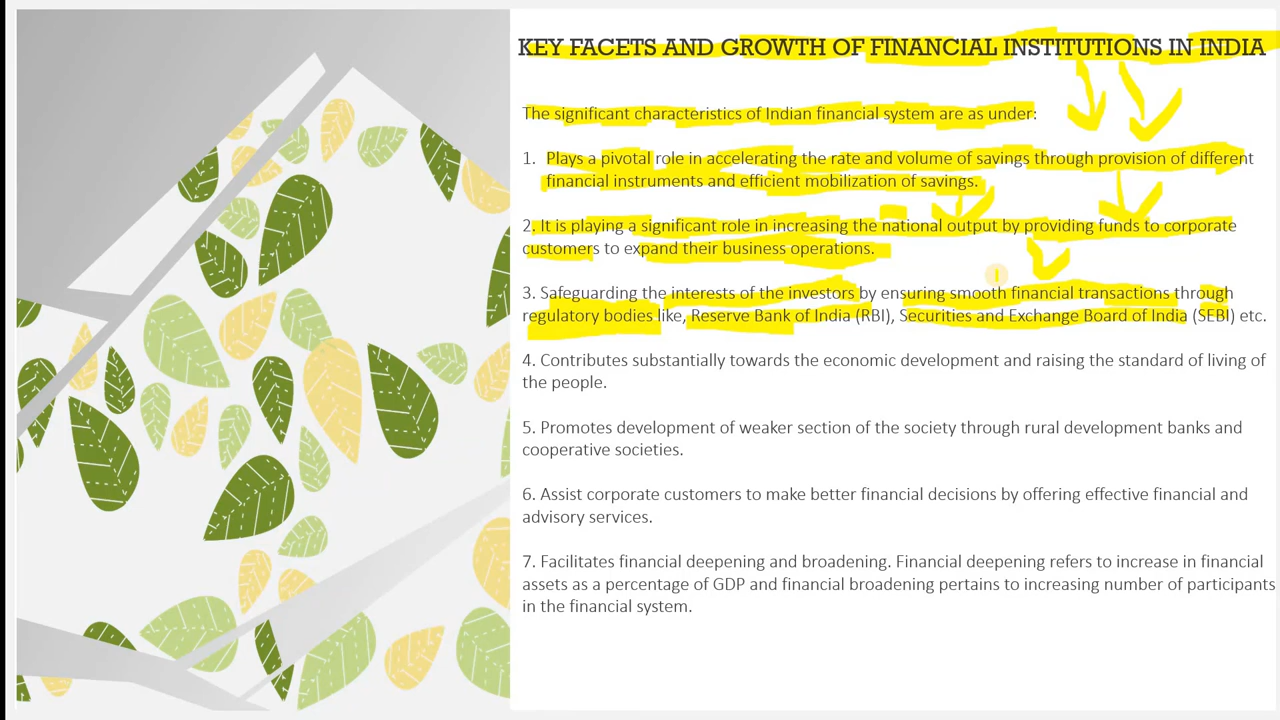 KEY FACETS AND GROWTH OF FINANCIAL INSTITUTIONS IN INDIA
The significant characteristics of Indian financial system are as under:
1. Plays a pivotal role in accelerating the rate and volume of savings through provision of different
financial instruments and efficient mobilization of savings.
2. It is playing a significant role in increasing the national output by providing funds to corporate
customers to expand their business operations.
3. Safeguarding the interests of the investors by ensuring smooth financial transactions through
regulatory bodies like, Reserve Bank of India (RBI), Securities and Exchange Board of India (SEBI) etc.
4. Contributes substantially towards the economic development and raising the standard of living of
the people.
5. Promotes development of weaker section of the society through rural development banks and
cooperative societies.
6. Assist corporate customers to make better financial decisions by offering effective financial and
advisory services.
7. Facilitates financial deepening and broadening. Financial deepening refers to increase in financial
assets as a percentage of GDP and financial broadening pertains to increasing number of participants
in the financial system.